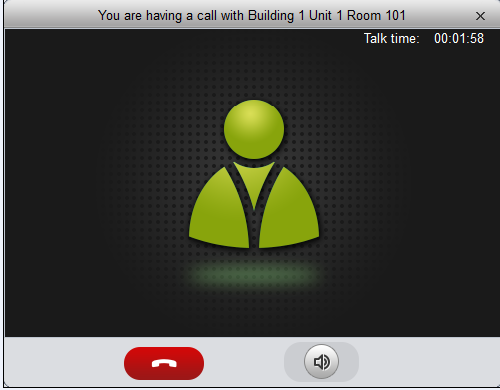 You are having a call with Building 1 Unit 1 Room 101
Talk time: 00:01:58